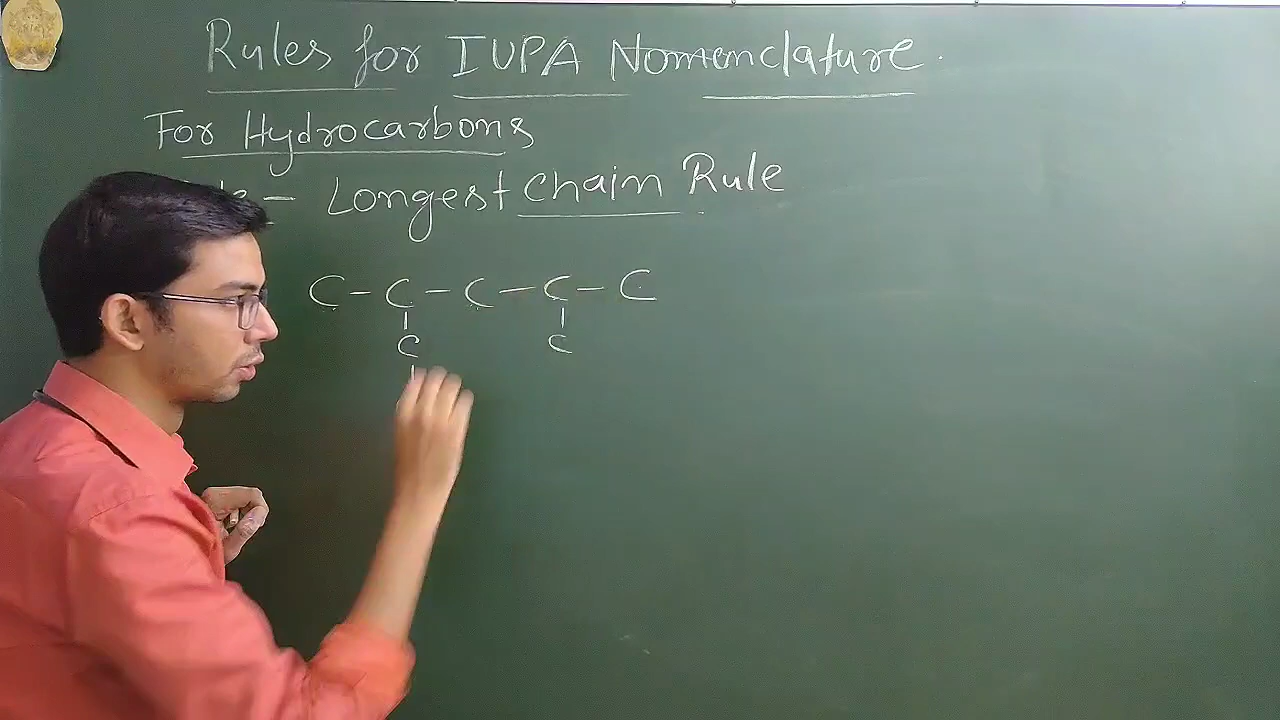 Rules for IUPA Nomenclature.
For Hydrocarbons
- Longest Chain Rule
C - C - C - C - C
C C